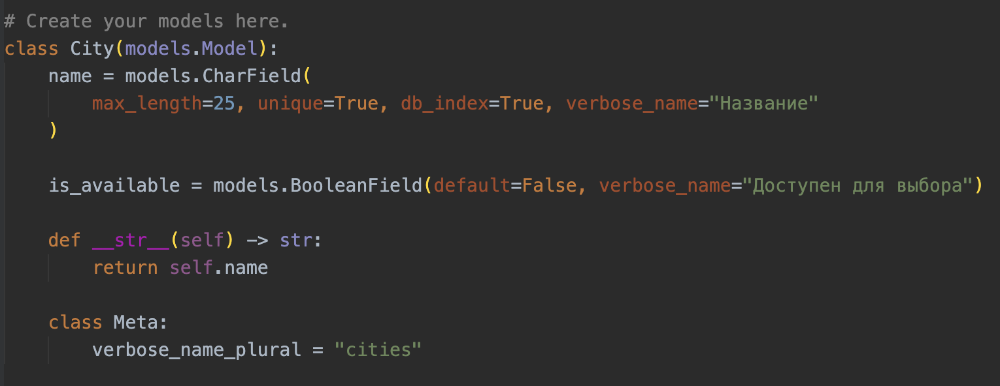 # Create your models here.
class City(models.Model):
    name = models.CharField(
        max_length=25, unique=True, db_index=True, verbose_name="Название"
    )
    is_available = models.BooleanField(default=False, verbose_name="Доступен для выбора")
    def __str__(self) -> str:
        return self.name
    class Meta:
        verbose_name_plural = "cities"